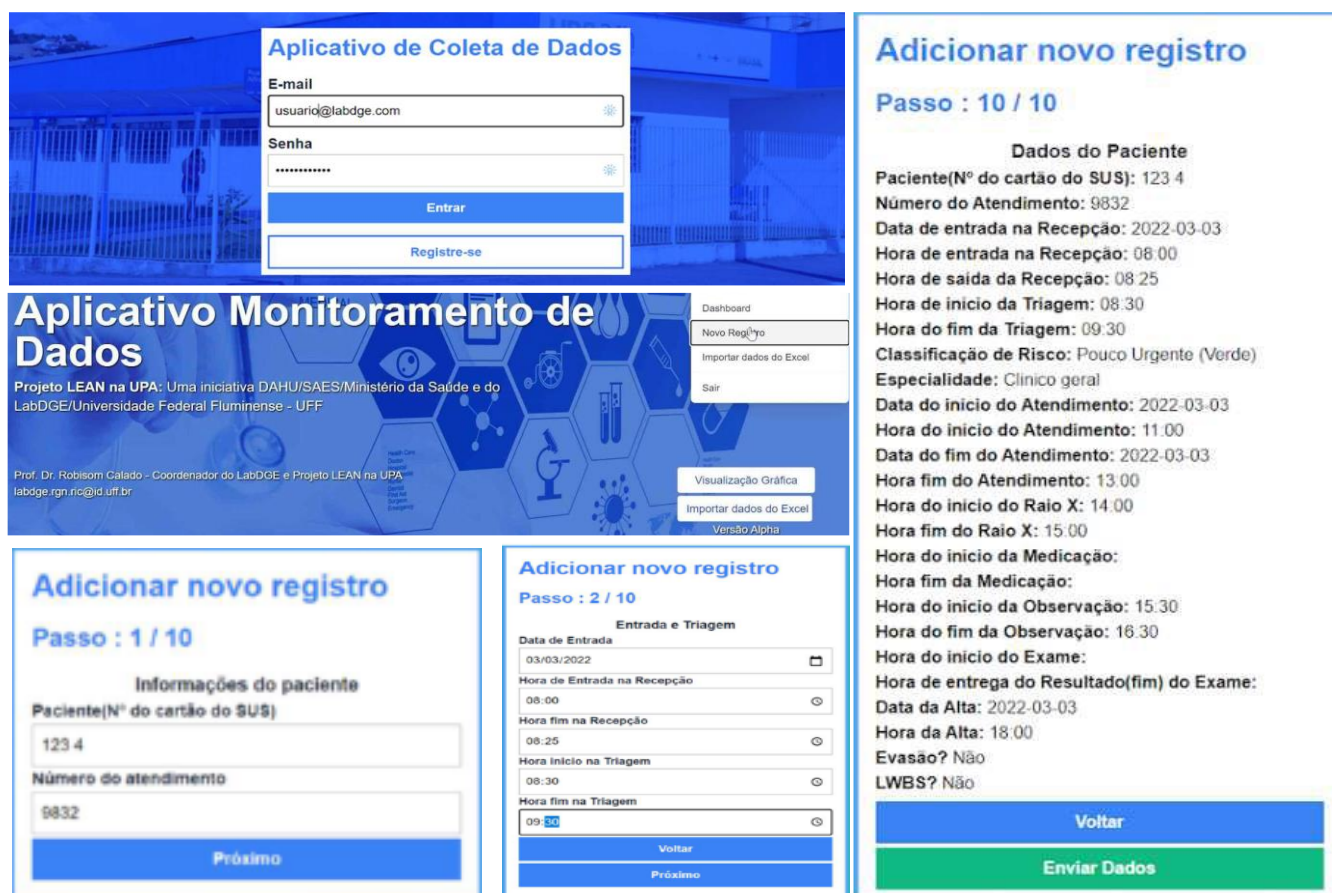 Aplicativo de Coleta de Dados
E-mail
usuario@labdge.com
Senha
••••••••••••
Entrar
Registre-se
Aplicativo Monitoramento de
Dados
Projeto LEAN na UPA: Uma iniciativa DAHU/SAES/Ministério da Saúde e do
LabDGE/Universidade Federal Fluminense - UFF
Prof. Dr. Robisom Calado - Coordenador do LabDGE e Projeto LEAN na UPA
labdge.rgn.ric@id.uff.br
Dashboard
Novo Registro
Importar dados do Excel
Sair
Visualização Gráfica
Importar dados do Excel
Versão Alpha
Adicionar novo registro
Passo : 1 / 10
Informações do paciente
Paciente(Nº do cartão do SUS)
123 4
Número do atendimento
9832
Próximo
Adicionar novo registro
Passo : 2 / 10
Entrada e Triagem
Data de Entrada
03/03/2022
Hora de Entrada na Recepção
08:00
Hora fim na Recepção
08:25
Hora inicio na Triagem
08:30
Hora fim na Triagem
09:30
Voltar
Próximo
Adicionar novo registro
Passo : 10 / 10
Dados do Paciente
Paciente(Nº do cartão do SUS): 123 4
Número do Atendimento: 9832
Data de entrada na Recepção: 2022-03-03
Hora de entrada na Recepção: 08:00
Hora de saída da Recepção: 08:25
Hora de inicio da Triagem: 08:30
Hora do fim da Triagem: 09:30
Classificação de Risco: Pouco Urgente (Verde)
Especialidade: Clinico geral
Data do inicio do Atendimento: 2022-03-03
Hora do inicio do Atendimento: 11:00
Data do fim do Atendimento: 2022-03-03
Hora fim do Atendimento: 13:00
Hora do inicio do Raio X: 14:00
Hora fim do Raio X: 15:00
Hora do inicio da Medicação:
Hora fim da Medicação:
Hora do inicio da Observação: 15:30
Hora do fim da Observação: 16:30
Hora do início do Exame:
Hora de entrega do Resultado(fim) do Exame:
Data da Alta: 2022-03-03
Hora da Alta: 18:00
Evasão? Não
LWBS? Não
Voltar
Enviar Dados